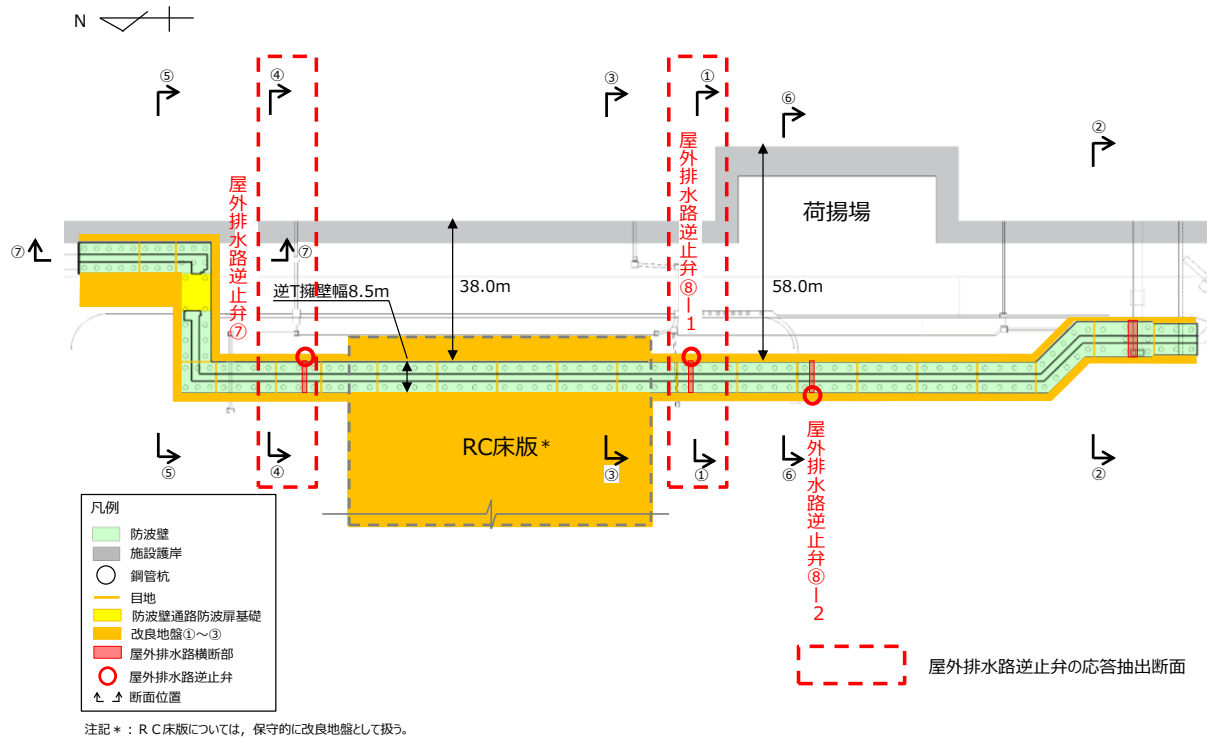 N
⑤
④
③
①
⑥
②
屋外排水路逆止弁⑦
屋外排水路逆止弁⑧ー1
荷揚場
⑦
⑦
38.0m
58.0m
逆T擁壁幅8.5m
RC床版*
⑤
④
③
①
⑥
②
屋外排水路逆止弁⑧ー2
凡例
防波壁
施設護岸
鋼管杭
目地
防波壁通路防波扉基礎
改良地盤①～③
屋外排水路横断部
屋外排水路逆止弁
断面位置
屋外排水路逆止弁の応答抽出断面
注記*：ＲＣ床版については，保守的に改良地盤として扱う。